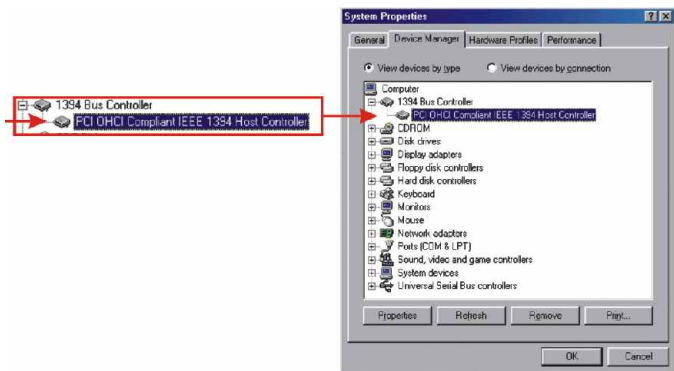 1394 Bus Controller
PCI OHCI Compliant IEEE 1394 Host Controller
System Properties
General Device Manager Hardware Profiles Performance
View devices by type View devices by connection
Computer
1394 Bus Controller
PCI OHCI Compliant IEEE 1394 Host Controller
CDROM
Disk drives
Display adapters
Floppy disk controllers
Hard disk controllers
Keyboard
Monitors
Mouse
Network adapters
Ports (COM & LPT)
Sound, video and game controllers
System devices
Universal Serial Bus controllers
Properties Refresh Remove Print...
OK Cancel